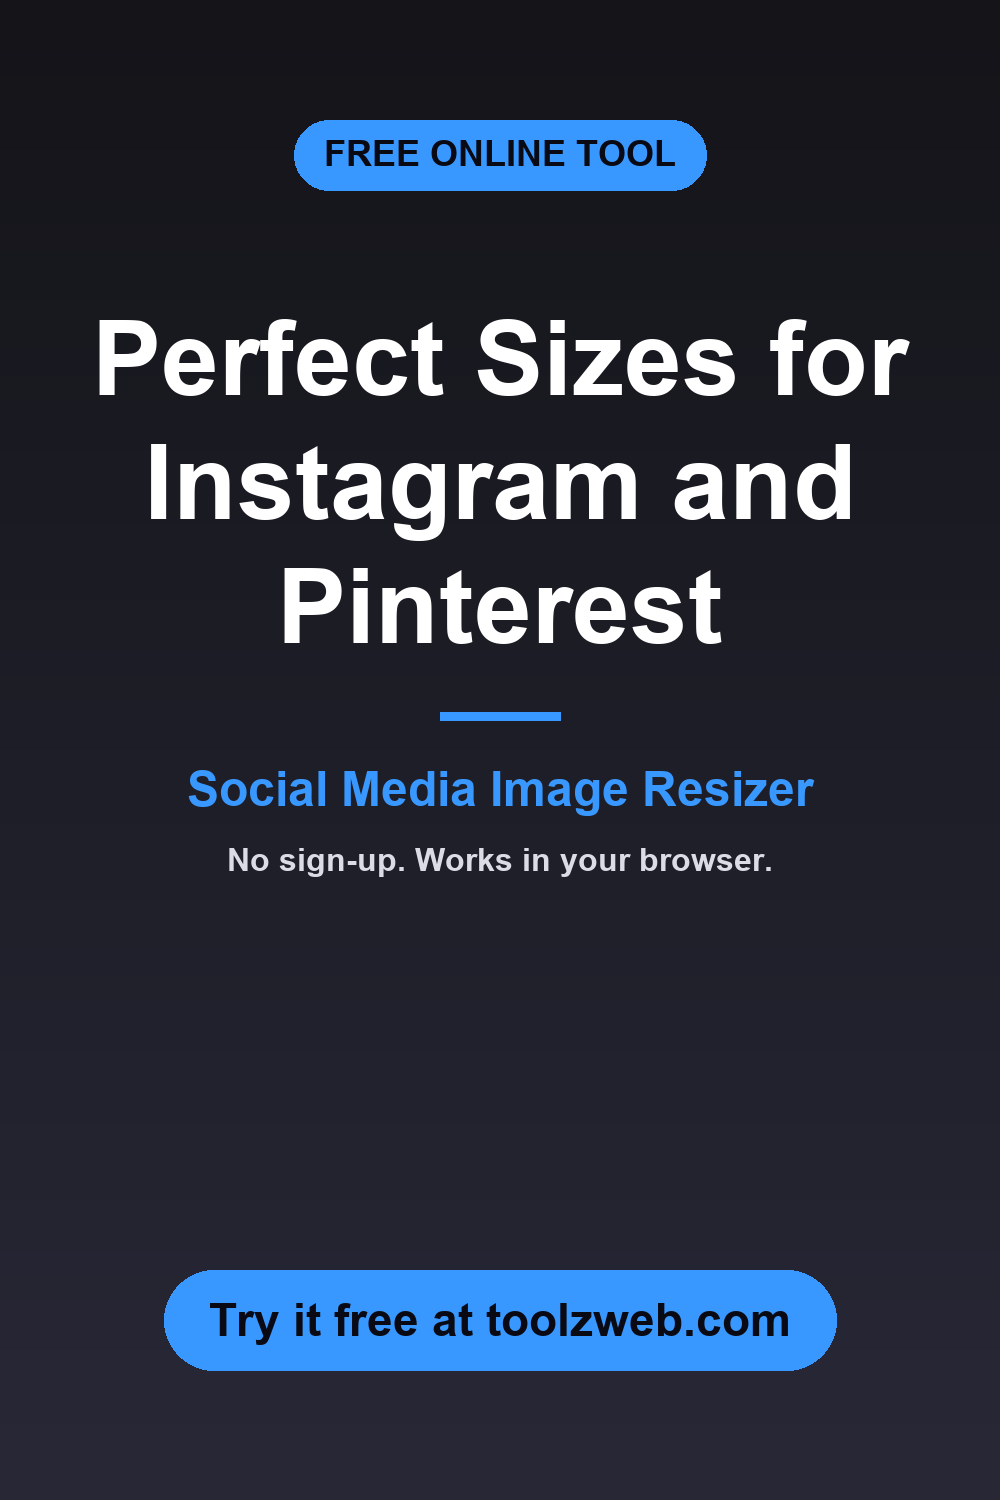 FREE ONLINE TOOL
Perfect Sizes for
Instagram and
Pinterest
Social Media Image Resizer
No sign-up. Works in your browser.
Try it free at toolzweb.com